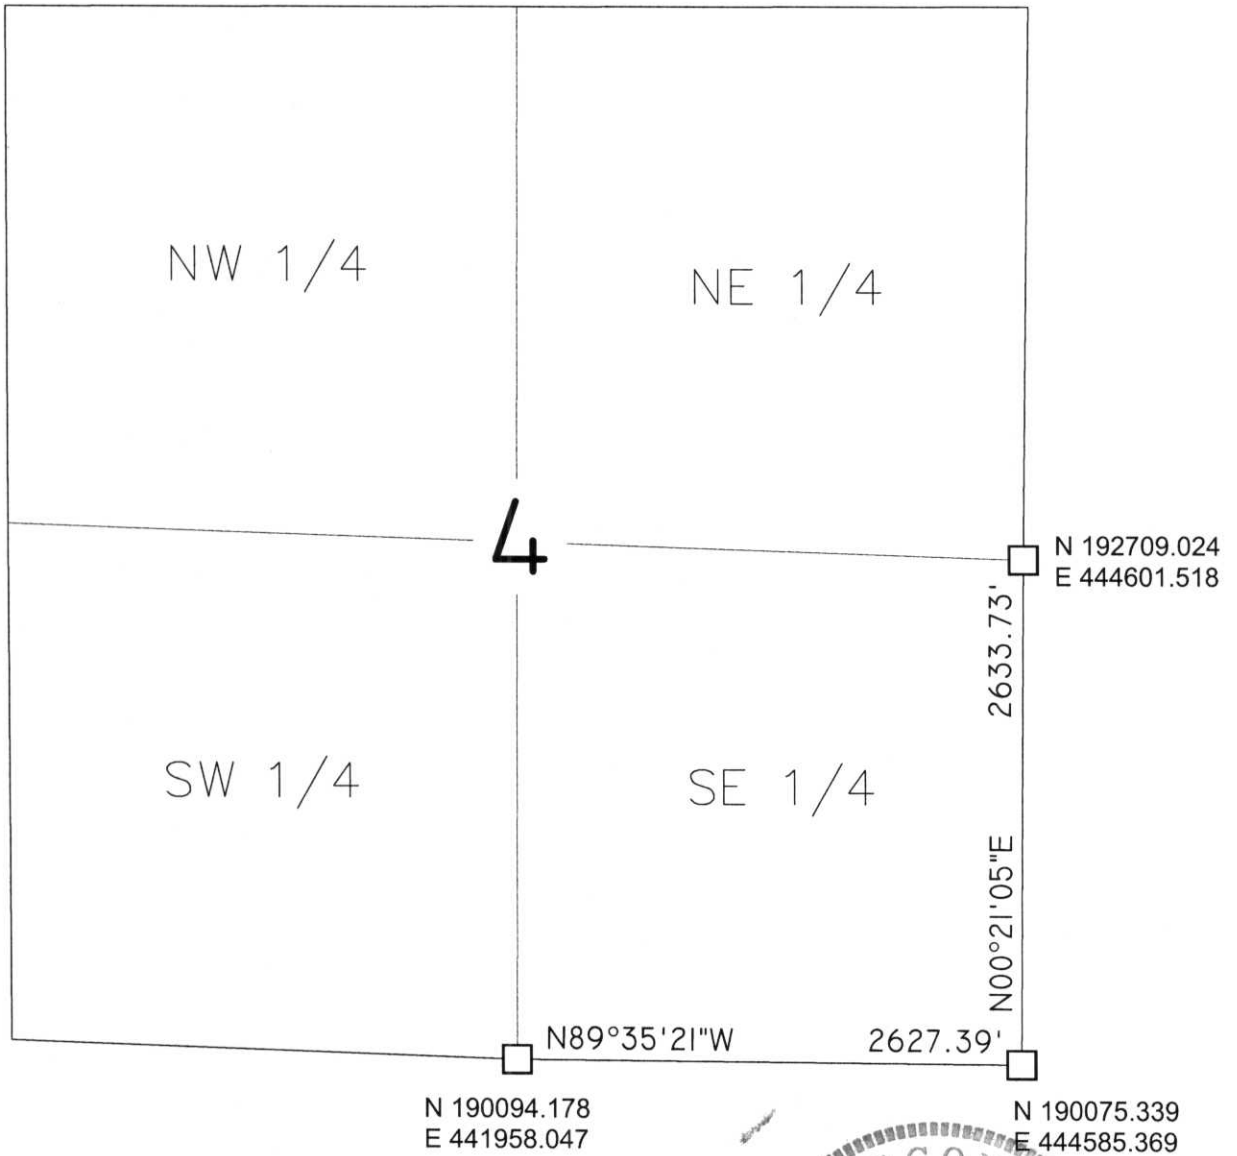 NW 1/4
NE 1/4
4
N 192709.024
E 444601.518
2633.73'
SW 1/4
SE 1/4
N00°21'05"E
N89°35'21"W
2627.39'
N 190094.178
E 441958.047
N 190075.339
E 444585.369